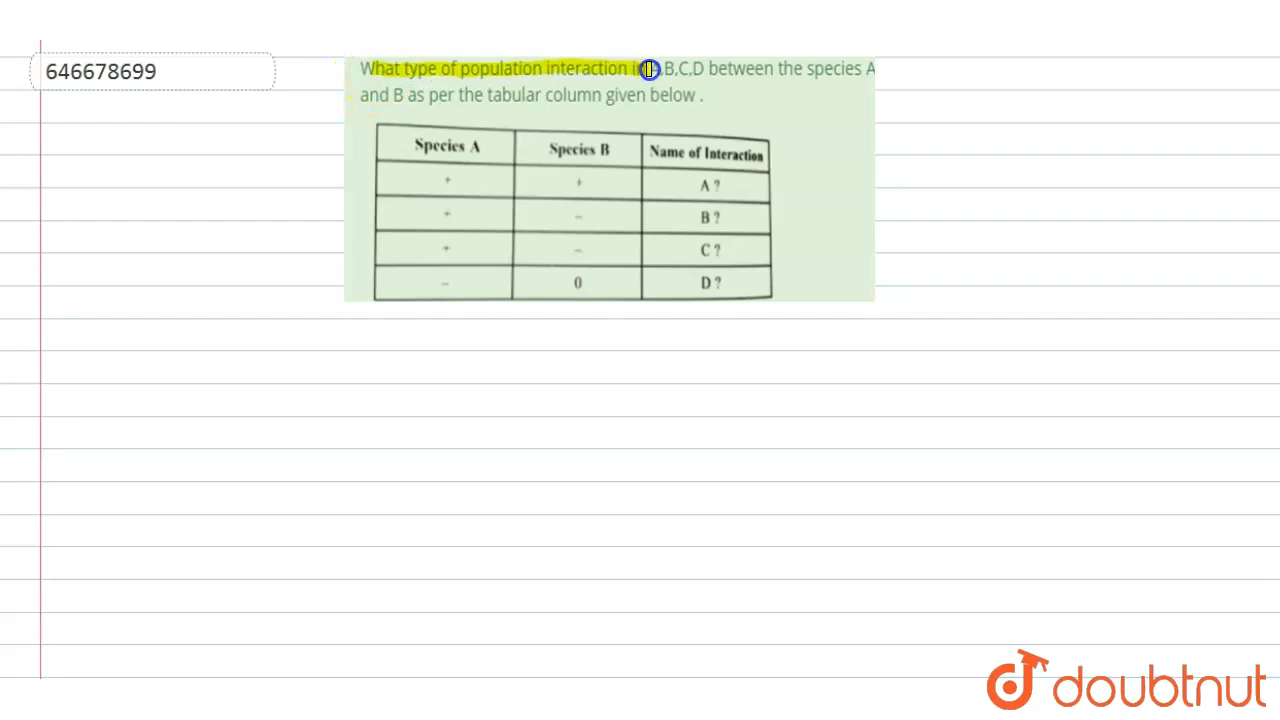 646678699
What type of population interaction in A,B,C,D between the species A
and B as per the tabular column given below .
Species A Species B Name of Interaction
+ + A ?
+ – B ?
+ – C ?
– 0 D ?
doubtnut